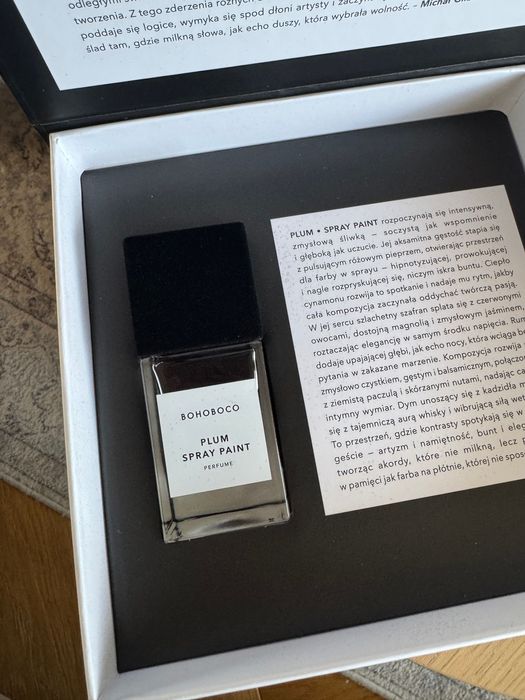 odległymi
tworzenia. Z tego zderzenia różnych
poddaje się logice, wymyka się spod dłoni artysty i
ślad tam, gdzie milkną słowa, jak echo duszy, która wybrała wolność. - Michał
BOHOBOCO
PLUM
SPRAY PAINT
PERFUME
PLUM • SPRAY PAINT rozpoczynają się intensywną,
zmysłową śliwką – soczystą jak wspomnienie
i głęboką jak uczucie. Jej aksamitna gęstość stapia się
z pulsującym różowym pieprzem, otwierając przestrzeń
dla farby w sprayu – hipnotyzującej, prowokującej
i nagle rozpryskującej się, niczym iskra buntu. Ciepło
cynamonu rozwija to spotkanie i nadaje mu rytm, jakby
cała kompozycja zaczynała oddychać twórczą pasją.
W jej sercu szlachetny szafran splata się z czerwonymi
owocami, dostojną magnolią i zmysłowym jaśminem,
roztaczając elegancję w samym środku napięcia. Rum
dodaje upajającej głębi, jak echo nocy, która wciąga bez
pytania w zakazane marzenie. Kompozycja rozwija
zmysłowo czystkiem, gęstym i balsamicznym,
z ziemistą paczulą i skórzanymi nutami, nadając
intymny wymiar. Dym unoszący się z kadzidła
się z tajemniczą aurą whisky i wibrującą siłą
To przestrzeń, gdzie kontrasty spotykają się w
geście – artyzm i namiętność, bunt i
tworząc akordy, które nie milkną, lecz
w pamięci jak farba na płótnie, której nie